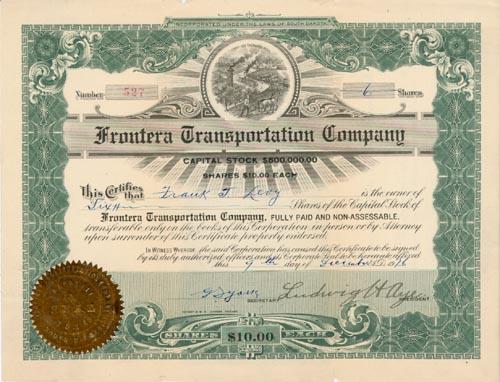 INCORPORATED UNDER THE LAWS OF SOUTH DAKOTA
Number 527 6 Shares
Frontera Transportation Company
CAPITAL STOCK $600,000.00
SHARES $10.00 EACH
This Certifies that Frank J. Levy is the owner of
Six Shares of the Capital Stock of
Frontera Transportation Company, FULLY PAID AND NON-ASSESSABLE.
transferable only on the books of this Corporation in person or by Attorney
upon surrender of this Certificate properly endorsed.
IN WITNESS WHEREOF, the said Corporation has caused this Certificate to be signed
by its duly authorized officers and its Corporate Seal to be hereunto affixed
this 9th day of December A.D.
SECRETARY Ludwig H. PRESIDENT
SHARES $10.00 EACH